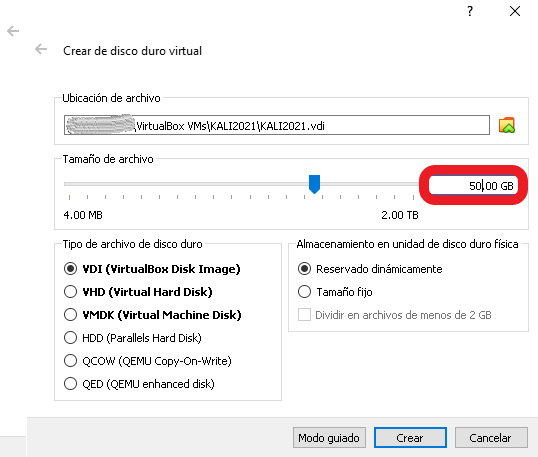 ?
Crear de disco duro virtual
Ubicación de archivo
\VirtualBox VMs\KALI2021\KALI2021.vdi
Tamaño de archivo
50,00 GB
4.00 MB
2.00 TB
Tipo de archivo de disco duro
VDI (VirtualBox Disk Image)
VHD (Virtual Hard Disk)
VMDK (Virtual Machine Disk)
HDD (Parallels Hard Disk)
QCOW (QEMU Copy-On-Write)
QED (QEMU enhanced disk)
Almacenamiento en unidad de disco duro física
Reservado dinámicamente
Tamaño fijo
Dividir en archivos de menos de 2 GB
Modo guiado
Crear
Cancelar